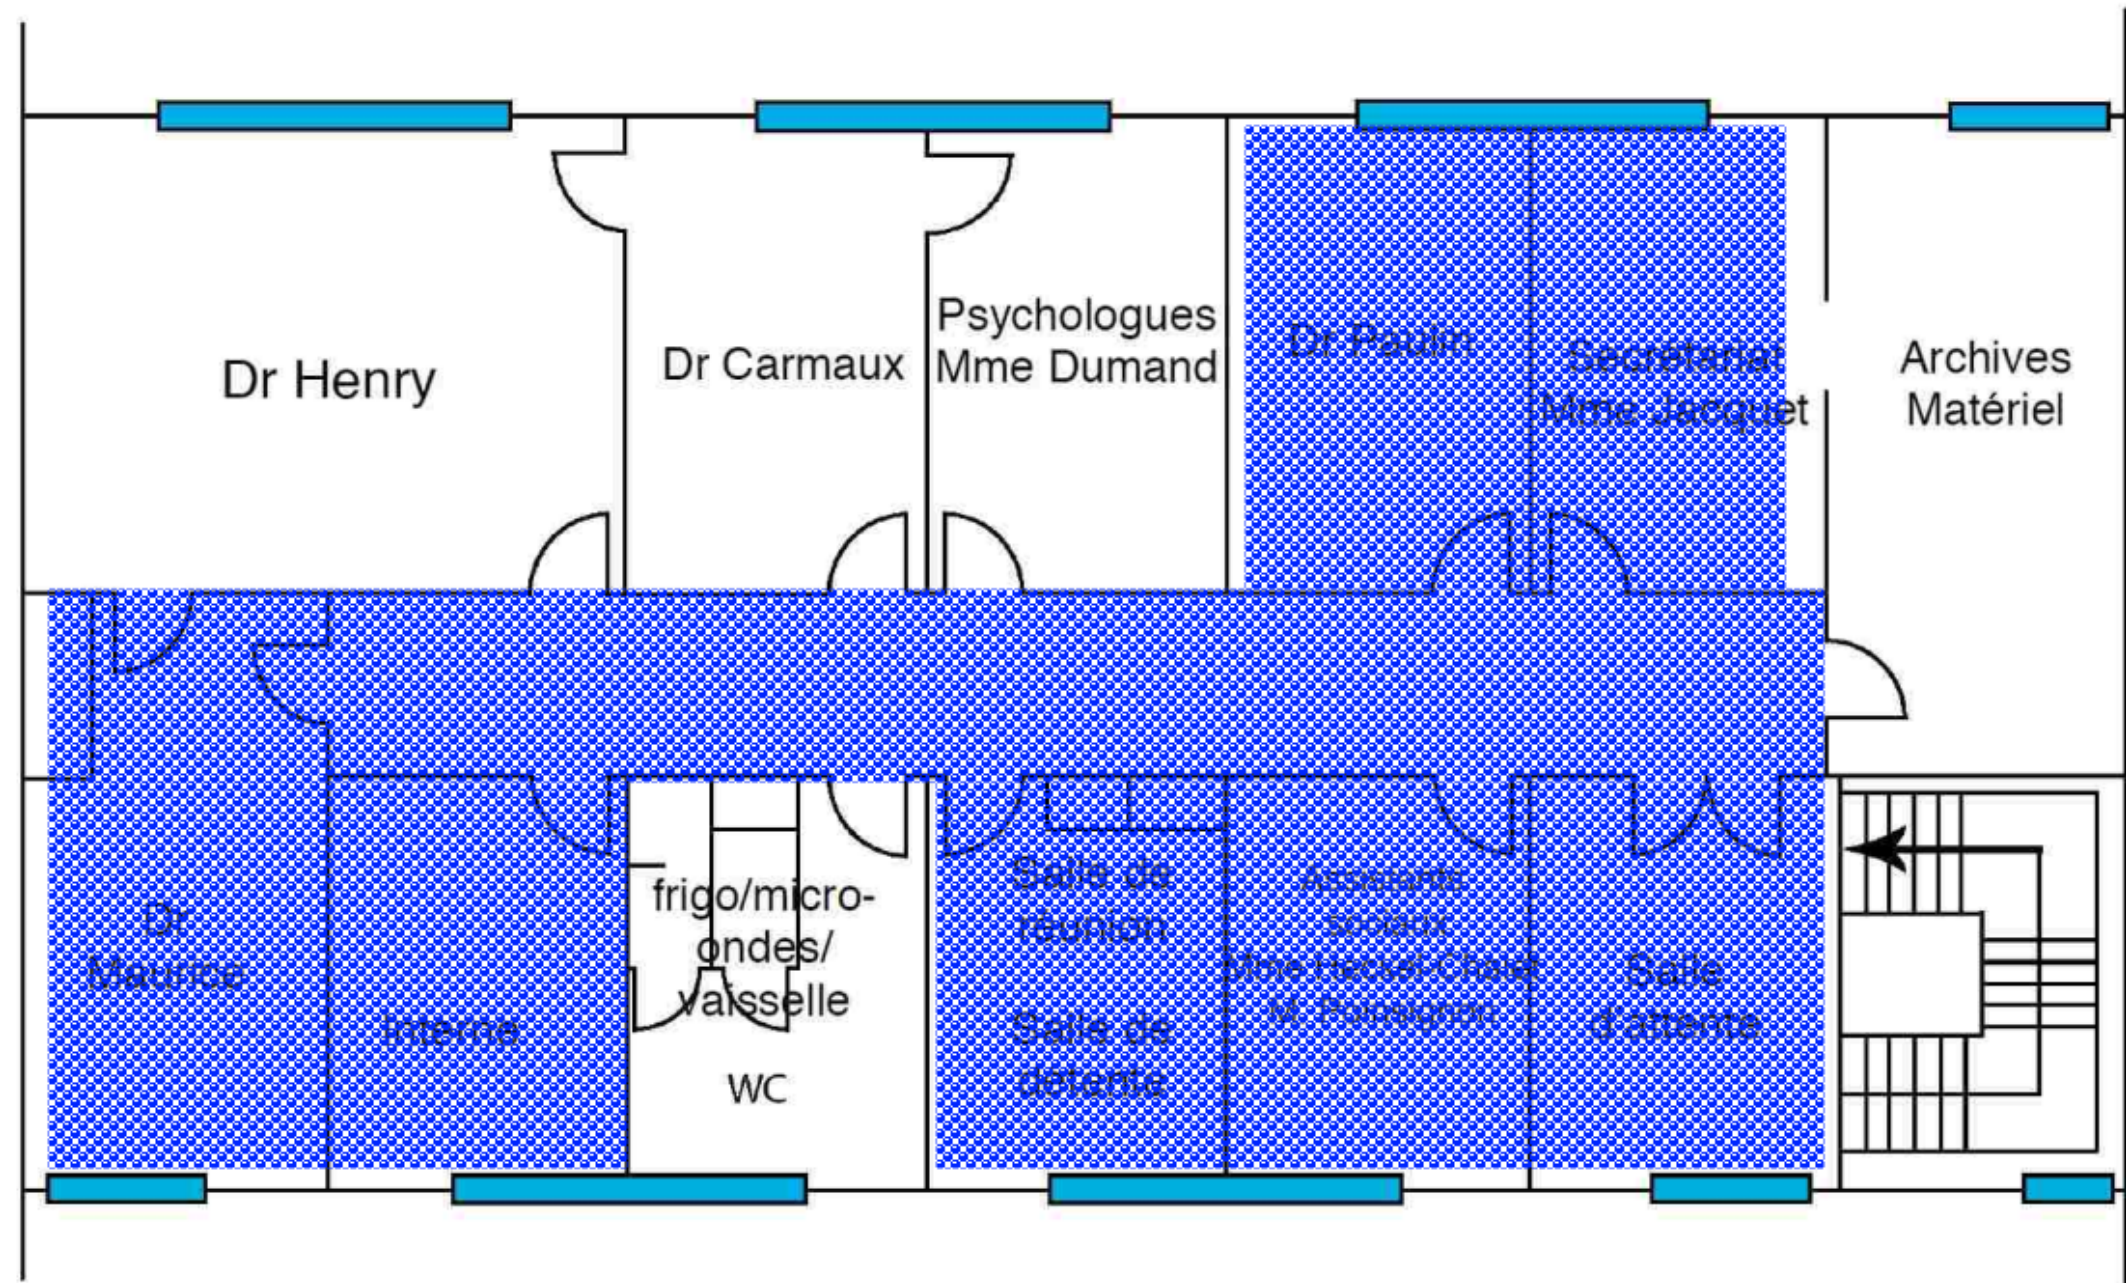 Dr Henry
Dr Carmaux
Psychologues
Mme Dumand
Dr Paulin
Secrétariat
Mme Jacquet
Archives
Matériel
Dr
Maurice
Interne
frigo/micro-
ondes/
vaisselle
WC
Salle de
réunion
Salle de
détente
Assistants
sociaux
Mme
M.
Salle
d'attente